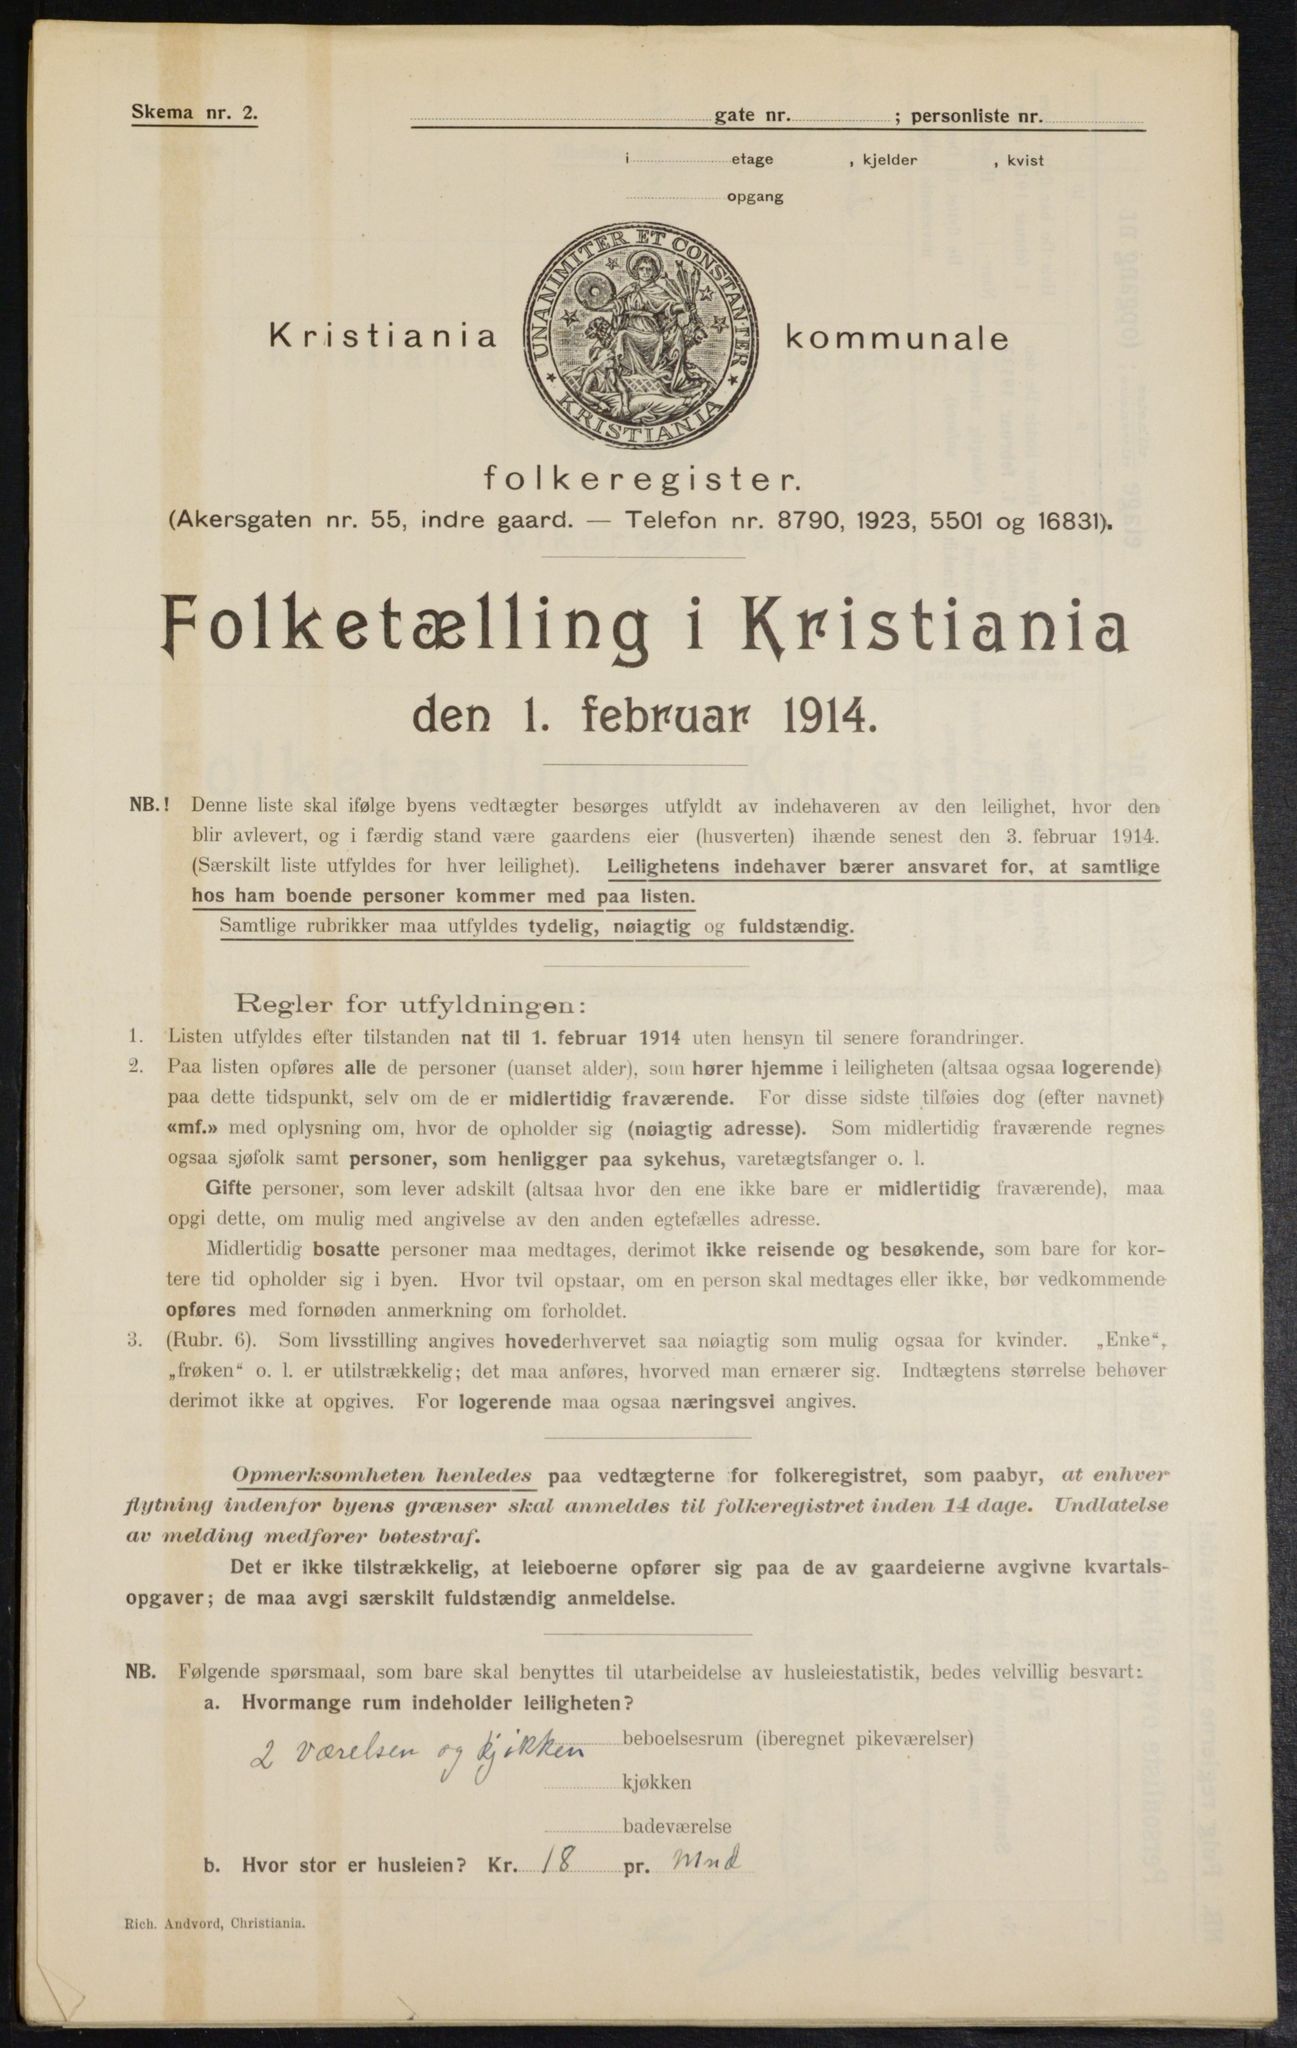 Skema nr. 2.
gate nr. ; personliste nr.
i etage , kjelder , kvist
opgang
UNANIMITER ET CONSTANTER
KRISTIANIA
Kristiania kommunale
folkeregister.
(Akersgaten nr. 55, indre gaard. — Telefon nr. 8790, 1923, 5501 og 16831).
Folketælling i Kristiania
den 1. februar 1914.
NB.! Denne liste skal ifølge byens vedtægter besørges utfyldt av indehaveren av den leilighet, hvor den
blir avlevert, og i færdig stand være gaardens eier (husverten) ihænde senest den 3. februar 1914.
(Særskilt liste utfyldes for hver leilighet). Leilighetens indehaver bærer ansvaret for, at samtlige
hos ham boende personer kommer med paa listen.
Samtlige rubrikker maa utfyldes tydelig, nøiagtig og fuldstændig.
Regler for utfyldningen:
1. Listen utfyldes efter tilstanden nat til 1. februar 1914 uten hensyn til senere forandringer.
2. Paa listen opføres alle de personer (uanset alder), som hører hjemme i leiligheten (altsaa ogsaa logerende)
paa dette tidspunkt, selv om de er midlertidig fraværende. For disse sidste tilføies dog (efter navnet)
«mf.» med oplysning om, hvor de opholder sig (nøiagtig adresse). Som midlertidig fraværende regnes
ogsaa sjøfolk samt personer, som henligger paa sykehus, varetægtsfanger o. l.
Gifte personer, som lever adskilt (altsaa hvor den ene ikke bare er midlertidig fraværende), maa
opgi dette, om mulig med angivelse av den anden egtefælles adresse.
Midlertidig bosatte personer maa medtages, derimot ikke reisende og besøkende, som bare for kor-
tere tid opholder sig i byen. Hvor tvil opstaar, om en person skal medtages eller ikke, bør vedkommende
opføres med fornøden anmerkning om forholdet.
3. (Rubr. 6). Som livsstilling angives hovederhvervet saa nøiagtig som mulig ogsaa for kvinder. „Enke“,
„frøken“ o. l. er utilstrækkelig; det maa anføres, hvorved man ernærer sig. Indtægtens størrelse behøver
derimot ikke at opgives. For logerende maa ogsaa næringsvei angives.
Opmerksomheten henledes paa vedtægterne for folkeregistret, som paabyr, at enhver
flytning indenfor byens grænser skal anmeldes til folkeregistret inden 14 dage. Undlatelse
av melding medfører bøtestraf.
Det er ikke tilstrækkelig, at leieboerne opfører sig paa de av gaardeierne avgivne kvartals-
opgaver; de maa avgi særskilt fuldstændig anmeldelse.
NB. Følgende spørsmaal, som bare skal benyttes til utarbeidelse av husleiestatistik, bedes velvillig besvart:
a. Hvormange rum indeholder leiligheten?
2 værelsen og kjøkken beboelsesrum (iberegnet pikeværelser)
kjøkken
badeværelse
b. Hvor stor er husleien? Kr. 18 pr. Mnd
Rich. Andvord, Christiania.